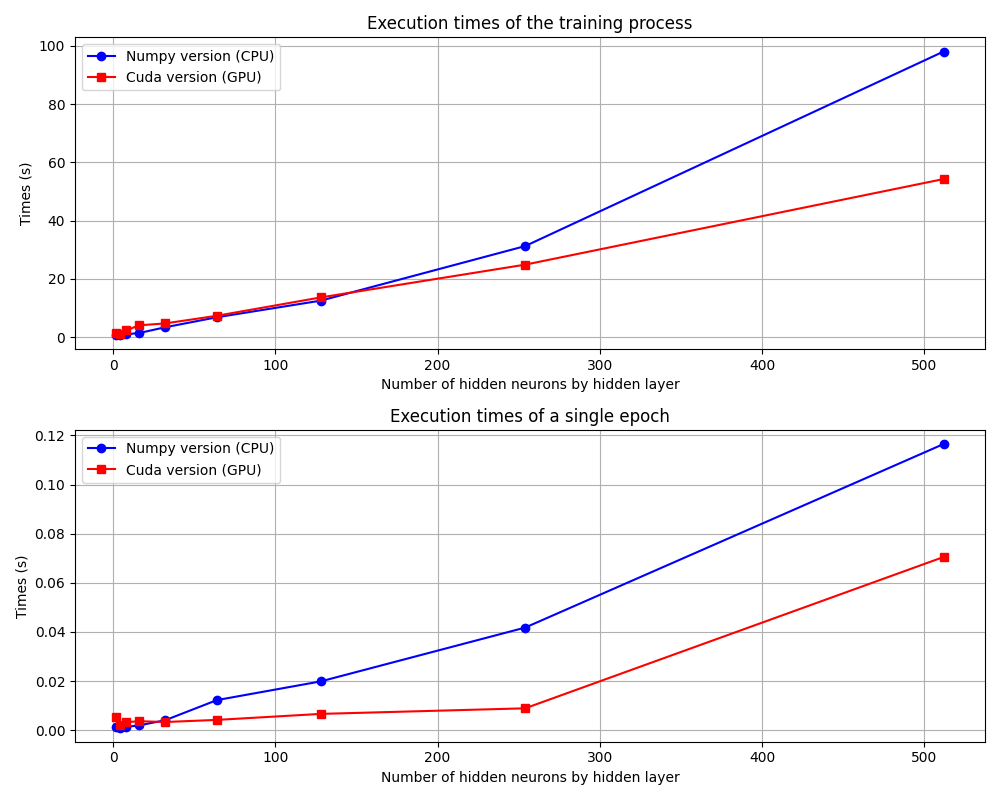 Execution times of the training process
Numpy version (CPU)
Cuda version (GPU)
Times (s)
100
80
60
40
20
0
0 100 200 300 400 500
Number of hidden neurons by hidden layer
Execution times of a single epoch
Numpy version (CPU)
Cuda version (GPU)
Times (s)
0.12
0.10
0.08
0.06
0.04
0.02
0.00
0 100 200 300 400 500
Number of hidden neurons by hidden layer